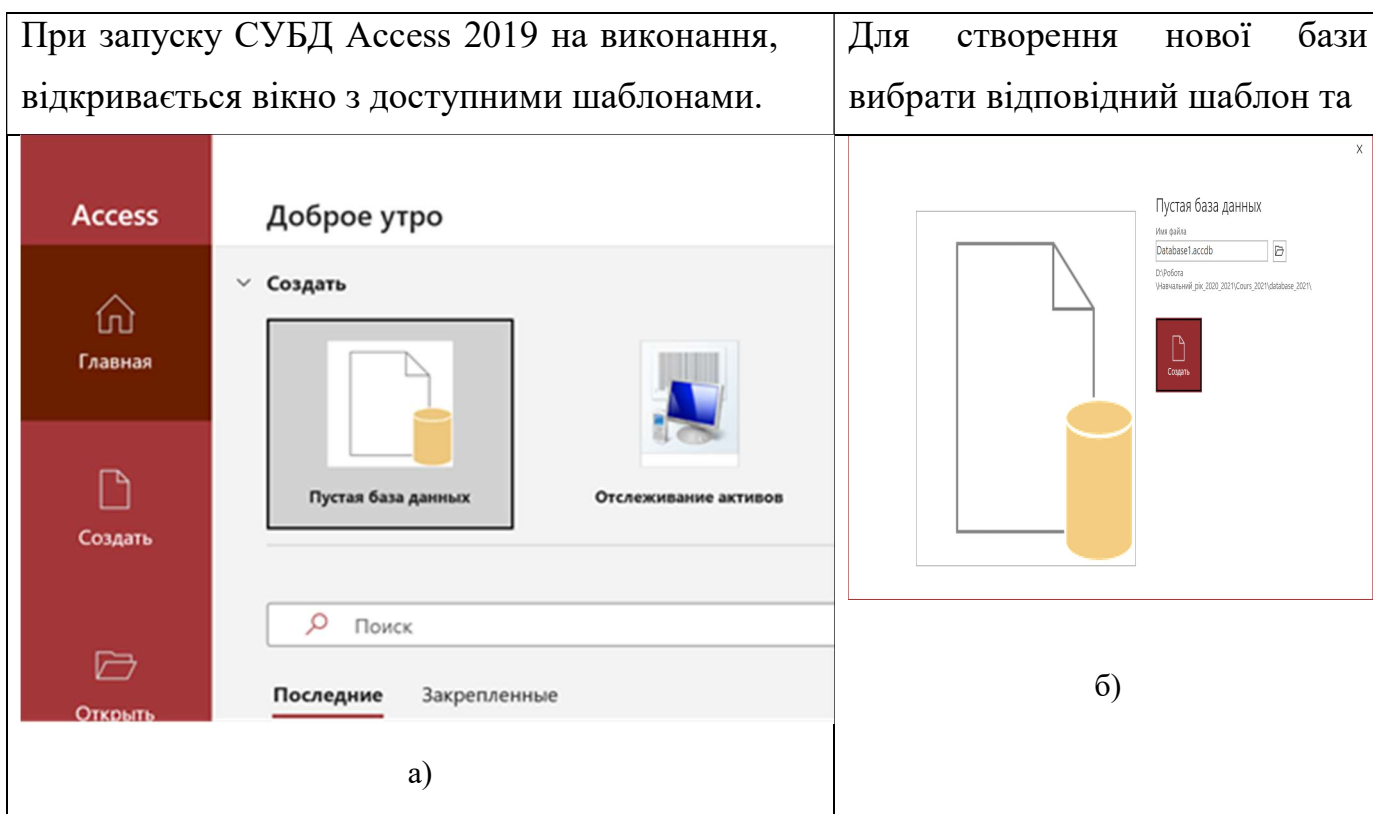 При запуску СУБД Access 2019 на виконання,
відкривається вікно з доступними шаблонами.
Для створення нової бази
вибрати відповідний шаблон та
Access
Главная
Создать
Открыть
Доброе утро
Создать
Пустая база данных
Отслеживание активов
Поиск
Последние Закрепленные
а)
X
Пустая база данных
Имя файла
Database1.accdb
D:\Робота
\Навчальний_рік_2020_2021\Cours_2021\database_2021\
Создать
б)